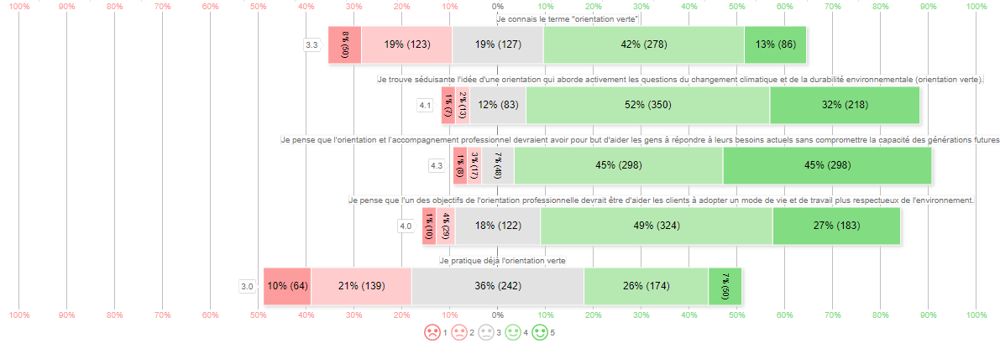 100% 90% 80% 70% 60% 50% 40% 30% 20% 10% 0% 10% 20% 30% 40% 50% 60% 70% 80% 90% 100%
Je connais le terme "orientation verte"
3.3 8% (50) 19% (123) 19% (127) 42% (278) 13% (86)
Je trouve séduisante l'idée d'une orientation qui aborde activement les questions du changement climatique et de la durabilité environnementale (orientation verte).
4.1 1% (7) 2% (13) 12% (83) 52% (350) 32% (218)
Je pense que l'orientation et l'accompagnement professionnel devraient avoir pour but d'aider les gens à répondre à leurs besoins actuels sans compromettre la capacité des générations futures
4.3 1% (8) 3% (17) 7% (48) 45% (298) 45% (298)
Je pense que l'un des objectifs de l'orientation professionnelle devrait être d'aider les clients à adopter un mode de vie et de travail plus respectueux de l'environnement.
4.0 1% (10) 4% (29) 18% (122) 49% (324) 27% (183)
Je pratique déjà l'orientation verte
3.0 10% (64) 21% (139) 36% (242) 26% (174) 7% (50)
100% 90% 80% 70% 60% 50% 40% 30% 20% 10% 0% 10% 20% 30% 40% 50% 60% 70% 80% 90% 100%
1 2 3 4 5